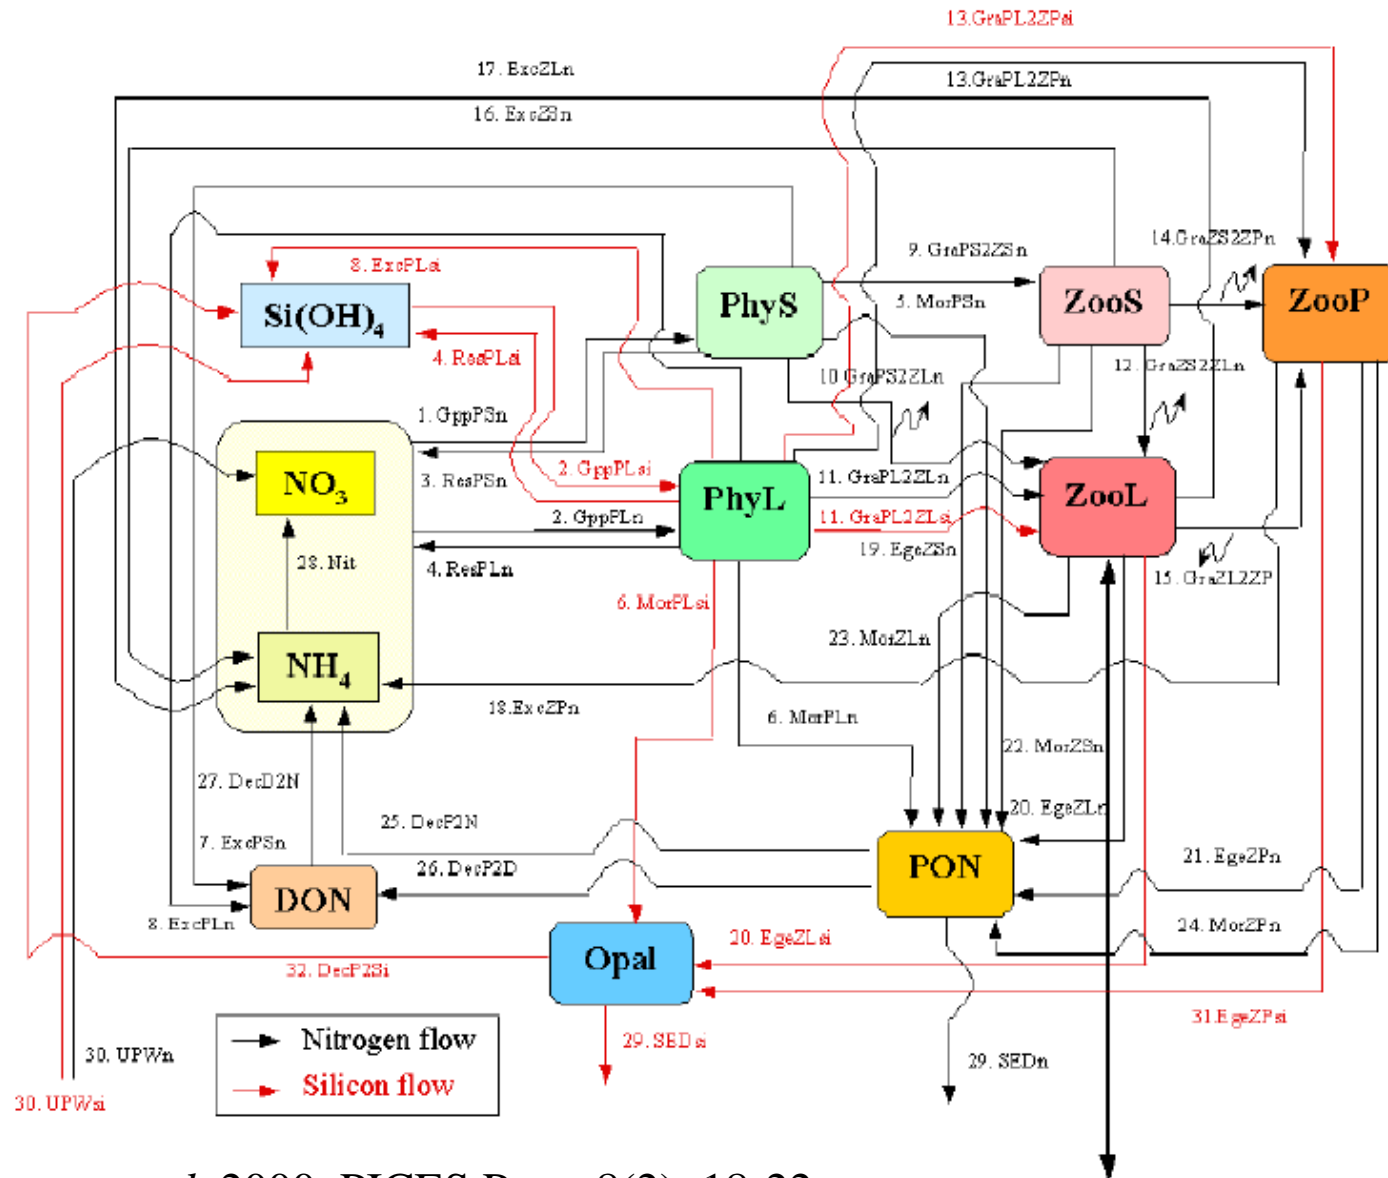 13.GraPL2ZPsi
17. ExcZLn
13.GraPL2ZPn
16. ExcZSn
14.GraZS2ZPn
9. GraPS2ZSn
8. ExcPLsi
Si(OH)4
PhyS
5. MorPSn
ZooS
ZooP
4. ResPLsi
10.GraPS2ZLn
12. GraZS2ZLn
1. GppPSn
2. GppPLsi
3. ResPSn
11. GraPL2ZLn
NO3
PhyL
ZooL
2. GppPLn
11. GraPL2ZLsi
19. EgeZSn
28. Nit
4. ResPLn
15. GraZL2ZP
6. MorPLsi
23. MorZLn
NH4
18.ExcZPn
6. MorPLn
22. MorZSn
27. DecD2N
20. EgeZLn
25. DecP2N
7. ExcPSn
26. DecP2D
PON
21. EgeZPn
DON
8. ExcPLn
24. MorZPn
20. EgeZLsi
Opal
32. DecP2Si
31.EgeZPsi
Nitrogen flow
29. SEDsi
30. UPWn
29. SEDn
Silicon flow
30. UPWsi